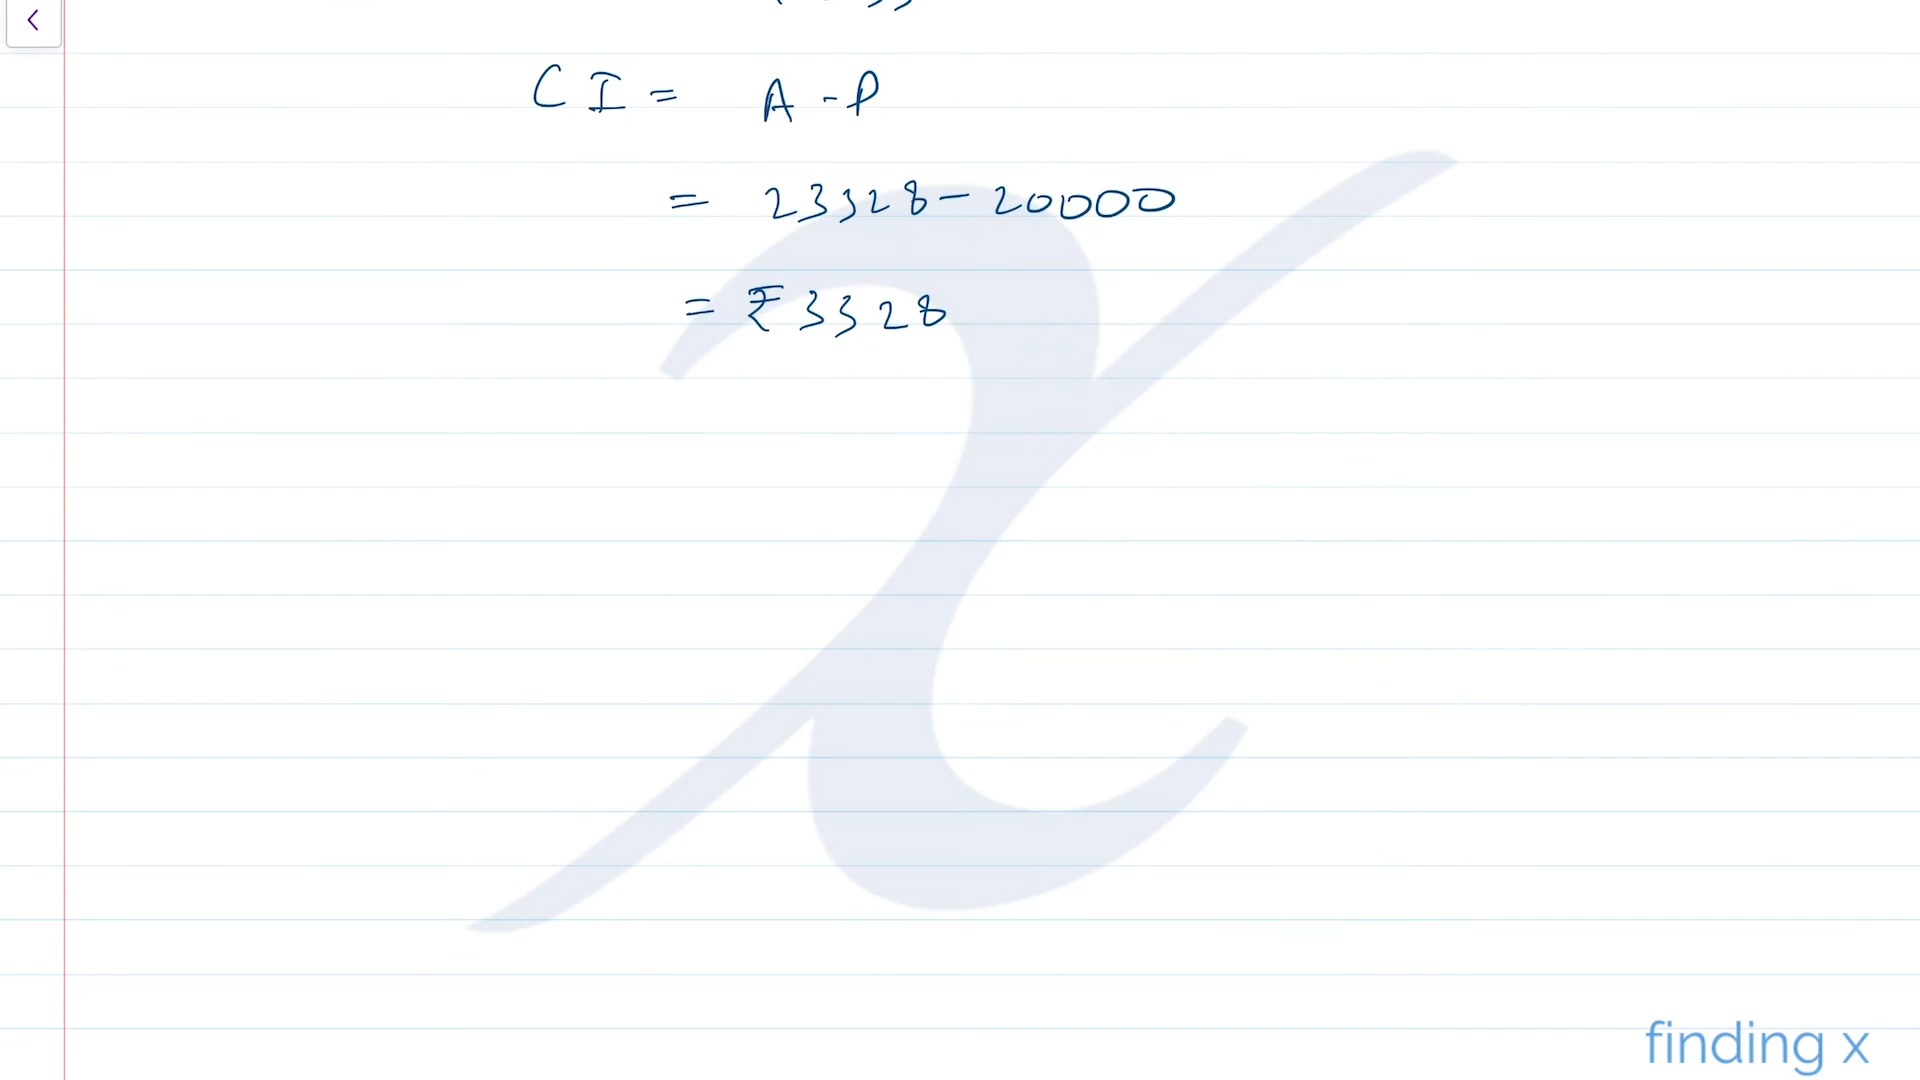 CI = A - P
= 23328 - 20000
= ₹3328
finding x